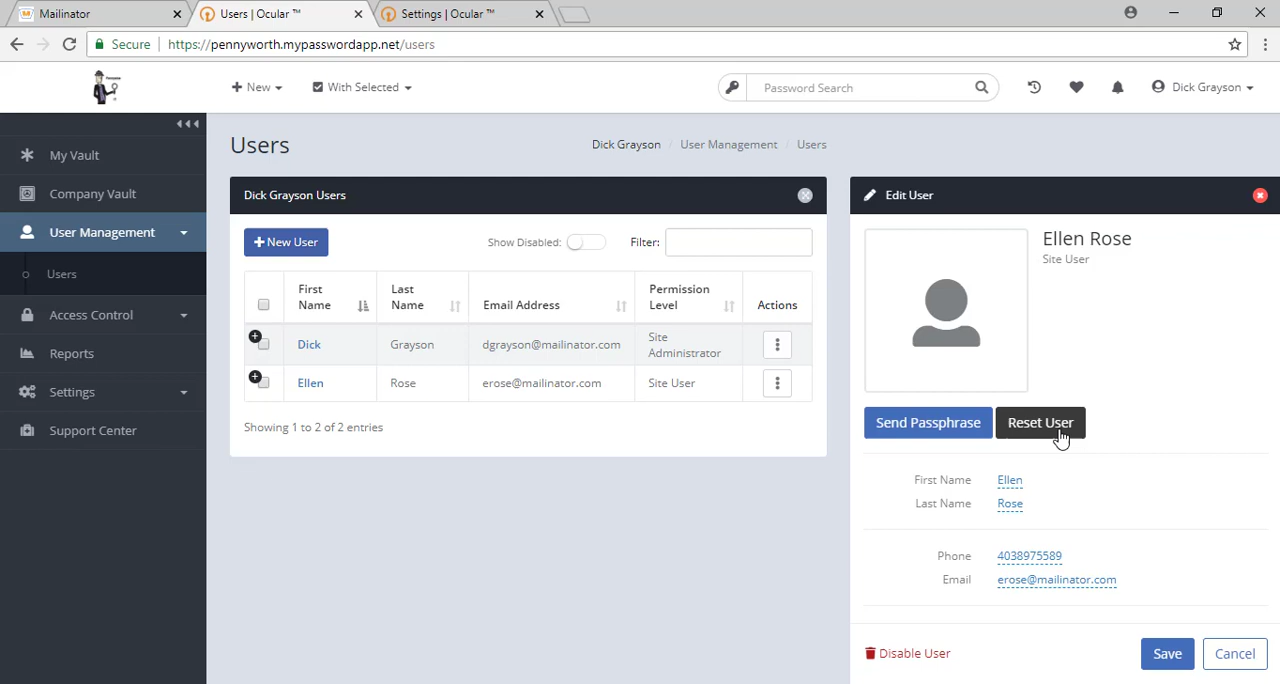 Mailinator
Users | Ocular ™
Settings | Ocular ™
Secure
https://pennyworth.mypasswordapp.net/users
New
With Selected
Password Search
Dick Grayson
My Vault
Company Vault
User Management
Users
Access Control
Reports
Settings
Support Center
Users
Dick Grayson / User Management / Users
Dick Grayson Users
New User
Show Disabled:
Filter:
First Name
Last Name
Email Address
Permission Level
Actions
Dick Grayson dgrayson@mailinator.com Site Administrator
Ellen Rose erose@mailinator.com Site User
Showing 1 to 2 of 2 entries
Edit User
Ellen Rose
Site User
Send Passphrase
Reset User
First Name Ellen
Last Name Rose
Phone 4038975589
Email erose@mailinator.com
Disable User
Save
Cancel